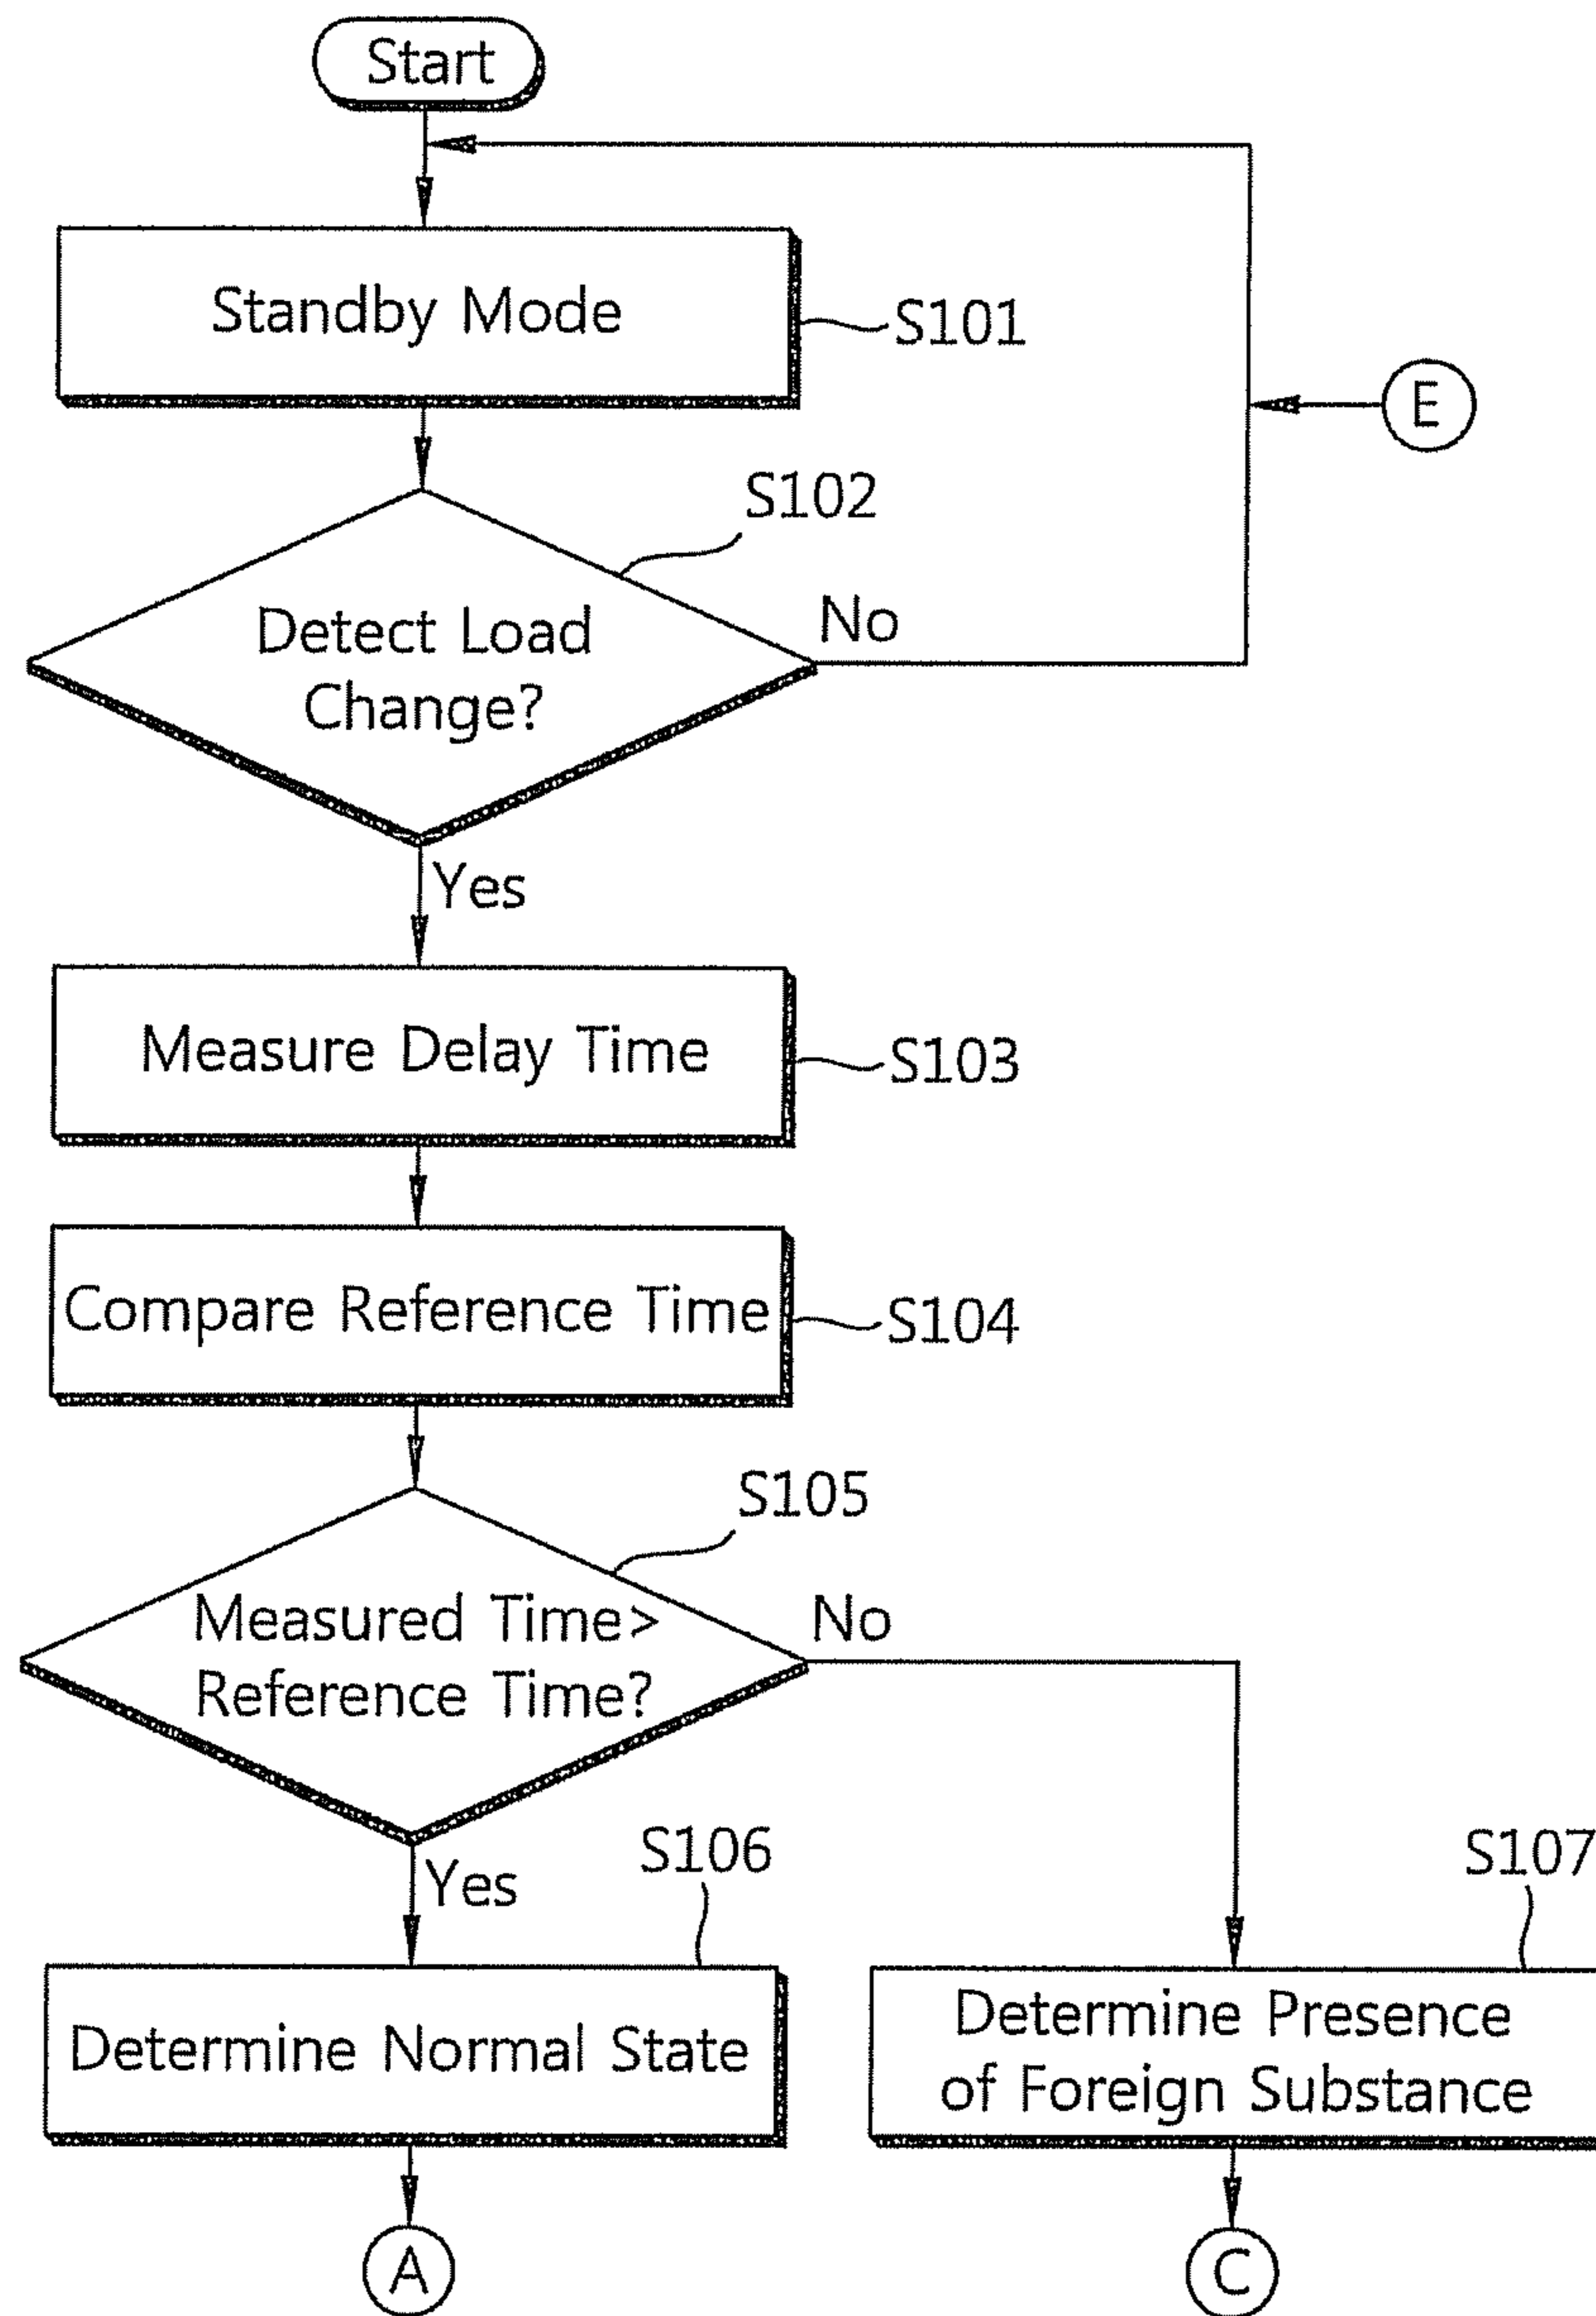 Start
Standby Mode
S101
E
S102
Detect Load
Change?
No
Yes
Measure Delay Time
S103
Compare Reference Time
S104
S105
Measured Time>
Reference Time?
No
Yes
S106
S107
Determine Normal State
Determine Presence
of Foreign Substance
A
C